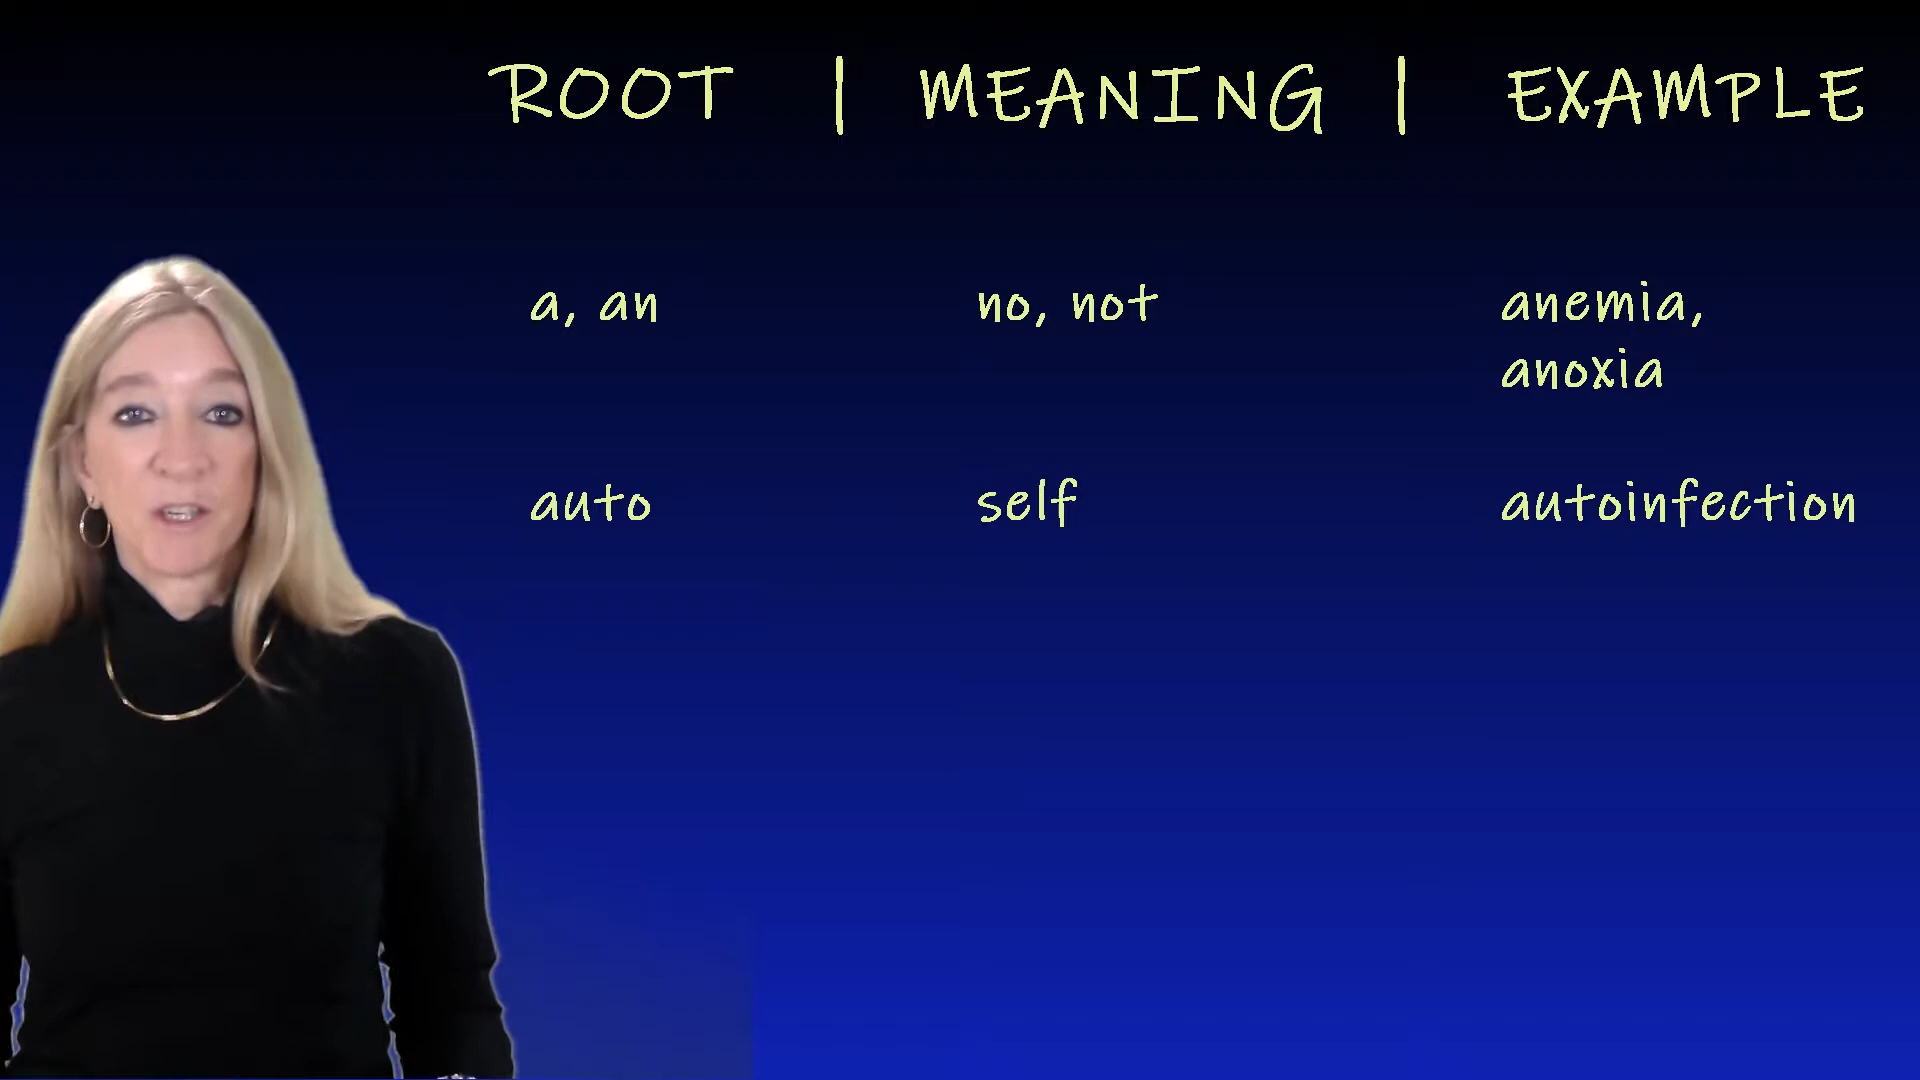 ROOT | MEANING | EXAMPLE
a, an no, not anemia,
anoxia
auto self autoinfection